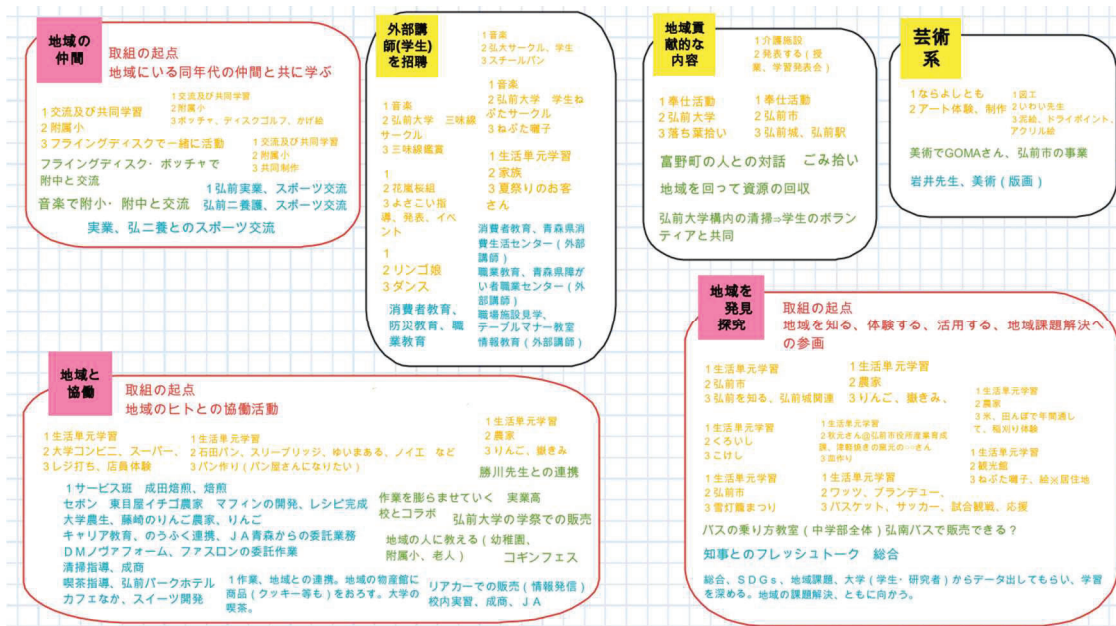 地域の
仲間
取組の起点
地域にいる同年代の仲間と共に学ぶ
1交流及び共同学習
2附属小
3フライングディスクで一緒に活動
1交流及び共同学習
2附属小
3ボッチャ、ディスクゴルフ、かげ絵
1交流及び共同学習
2附属小
3共同制作
フライングディスク・ボッチャで
附中と交流
音楽で附小・附中と交流
1弘前実業、スポーツ交流
弘前二養護、スポーツ交流
実業、弘二養とのスポーツ交流
外部講
師(学生)
を招聘
1音楽
2弘大サークル、学生
3スチールパン
1音楽
2弘前大学　三味線
サークル
3三味線鑑賞
1音楽
2弘前大学　学生ね
ぷたサークル
3ねぷた囃子
1
2花嵐桜組
3よさこい指
導、発表、イベ
ント
1生活単元学習
2家族
3夏祭りのお客
さん
1
2リンゴ娘
3ダンス
消費者教育、
防災教育、職
業教育
消費者教育、青森県消
費生活センター(外部
講師)
職業教育、青森県障が
い者職業センター(外
部講師)
職場施設見学、
テーブルマナー教室
情報教育(外部講師)
地域貢
献的な
内容
1介護施設
2発表する(授
業、学習発表会)
1奉仕活動
2弘前大学
3落ち葉拾い
1奉仕活動
2弘前市
3弘前城、弘前駅
富野町の人との対話　ごみ拾い
地域を回って資源の回収
弘前大学構内の清掃⇒学生のボラン
ティアと共同
芸術
系
1ならよしとも
2アート体験、制作
1図工
2いわい先生
3泥絵、ドライポイント、
アクリル絵
美術でGOMAさん、弘前市の事業
岩井先生、美術(版画)
地域と
協働
取組の起点
地域のヒトとの協働活動
1生活単元学習
2大学コンビニ、スーパー、
3レジ打ち、店員体験
1生活単元学習
2石田パン、スリーブリッジ、ゆいまある、ノイエ　など
3パン作り(パン屋さんになりたい)
1生活単元学習
2農家
3りんご、嶽きみ
勝川先生との連携
1サービス班　成田焙煎、焙煎
セボン　東目屋イチゴ農家　マフィンの開発、レシピ完成
大学農生、藤崎のりんご農家、りんご
キャリア教育、のうふく連携、JA青森からの委託業務
DMノヴァフォーム、ファスロンの委託作業
清掃指導、成商
喫茶指導、弘前パークホテル
カフェなか、スイーツ開発
作業を膨らませていく　実業高
校とコラボ
弘前大学の学祭での販売
地域の人に教える(幼稚園、
附属小、老人)
コギンフェス
1作業、地域との連携。地域の物産館に
商品(クッキー等も)をおろす。大学の
喫茶。
リアカーでの販売(情報発信)
校内実習、成商、JA
地域を
発見
探究
取組の起点
地域を知る、体験する、活用する、地域課題解決へ
の参画
1生活単元学習
2弘前市
3弘前を知る、弘前城関連
1生活単元学習
2農家
3りんご、嶽きみ、
1生活単元学習
2農家
3米、田んぼで年間通し
て、稲刈り体験
1生活単元学習
2くろいし
3こけし
1生活単元学習
2秋元さん@弘前市役所産業育成
課、津軽焼きの窯元の○○さん
3皿作り
1生活単元学習
2観光館
3ねぷた囃子、絵
1生活単元学習
2弘前市
3雪灯籠まつり
1生活単元学習
2ワッツ、ブランデュー、
3バスケット、サッカー、試合観戦、応援
バスの乗り方教室(中学部全体)弘南バスで販売できる?
知事とのフレッシュトーク　総合
総合、SDGs、地域課題、大学(学生・研究者)からデータ出してもらい、学習
を深める。地域の課題解決、ともに向かう。